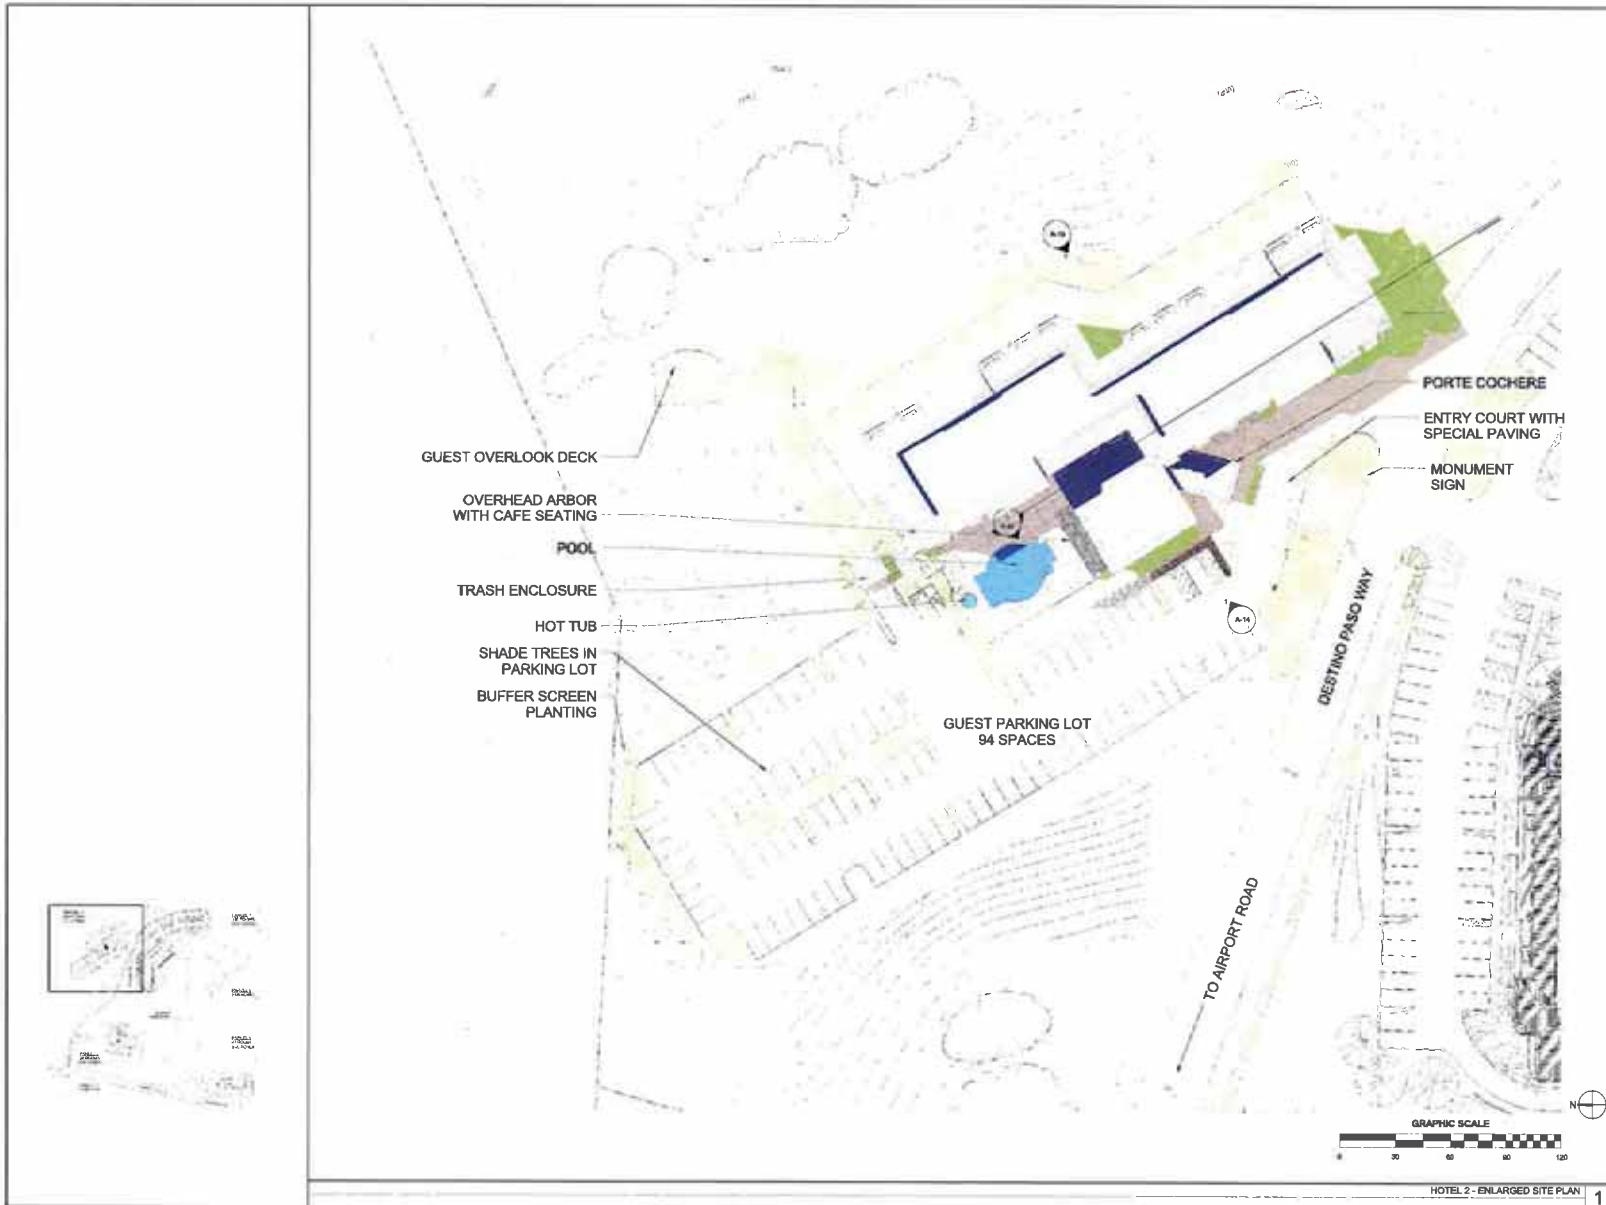 GUEST OVERLOOK DECK
OVERHEAD ARBOR
WITH CAFE SEATING
POOL
TRASH ENCLOSURE
HOT TUB
SHADE TREES IN
PARKING LOT
BUFFER SCREEN
PLANTING
PORTE COCHERE
ENTRY COURT WITH
SPECIAL PAVING
MONUMENT
SIGN
1
A-14
GUEST PARKING LOT
94 SPACES
DESTINO PASO WAY
TO AIRPORT ROAD
N
GRAPHIC SCALE
0 30 60 90 120
HOTEL 2 - ENLARGED SITE PLAN
1